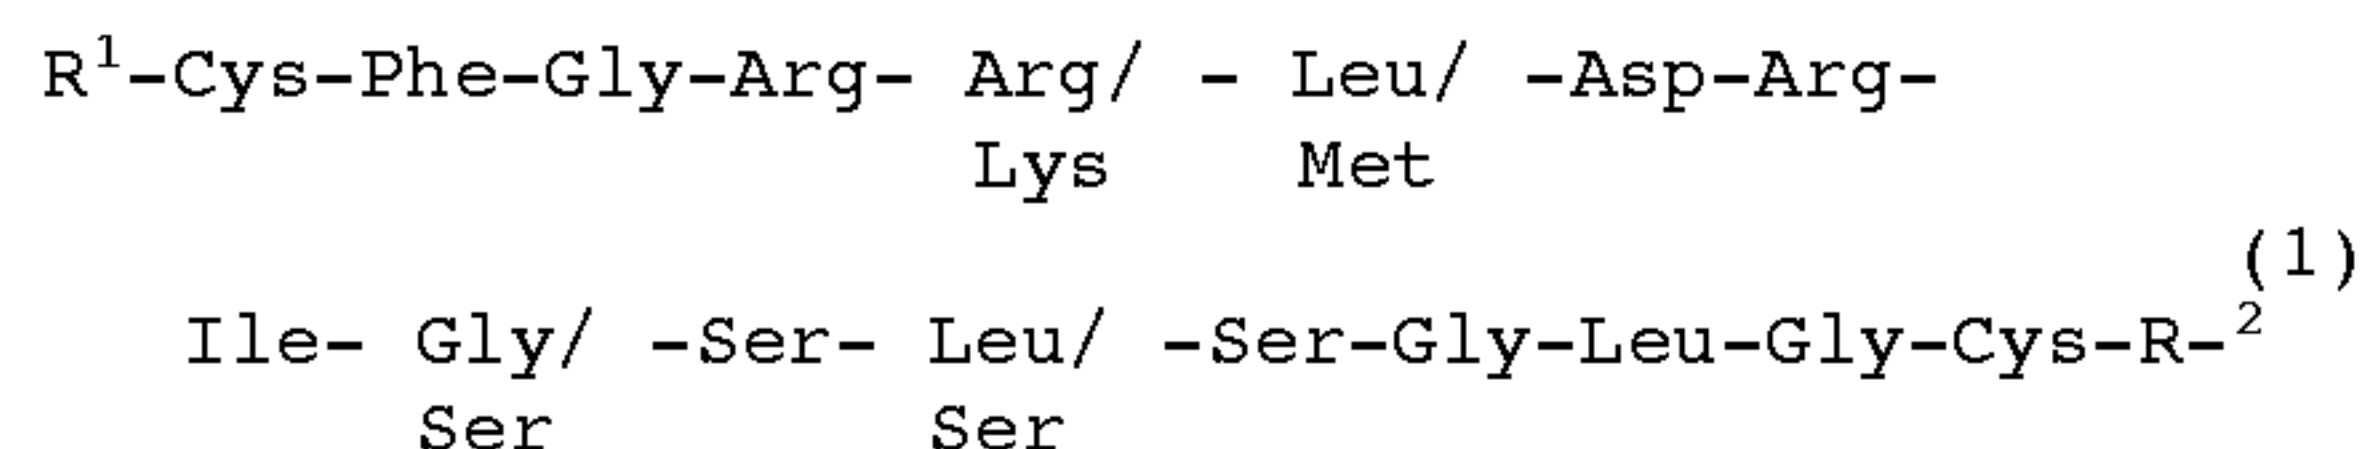 R¹-Cys-Phe-Gly-Arg- Arg/ - Leu/ -Asp-Arg-
Lys Met
(1)
Ile- Gly/ -Ser- Leu/ -Ser-Gly-Leu-Gly-Cys-R-²
Ser Ser